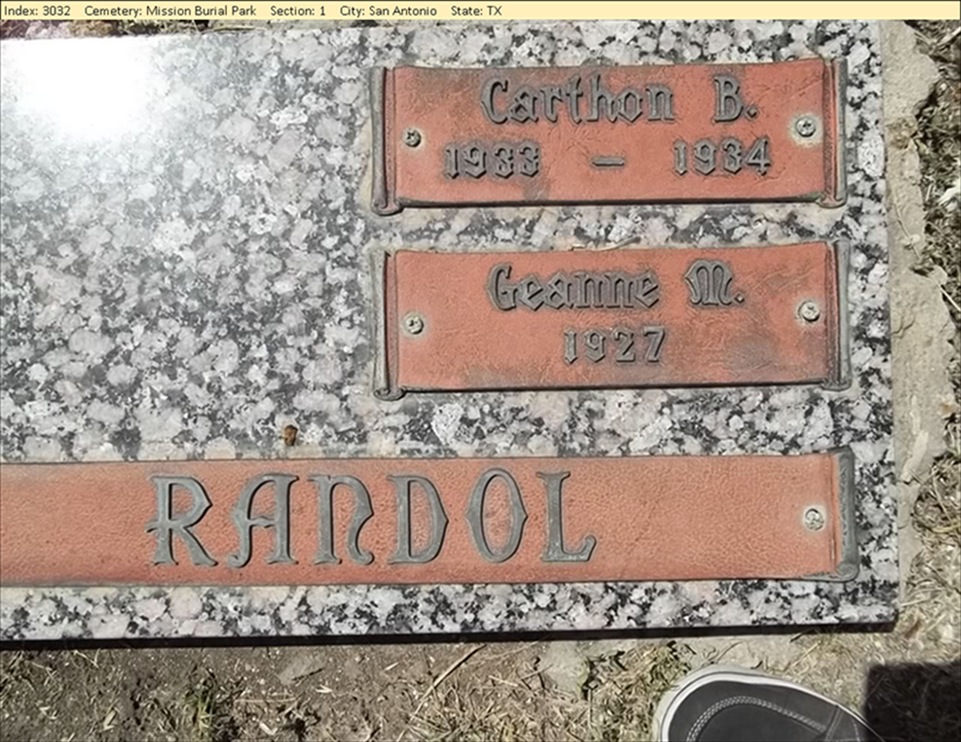 Index: 3032 Cemetery: Mission Burial Park Section: 1 City: San Antonio State: TX
Carthon B.
1933 – 1934
Geanne M.
1927
RANDOL